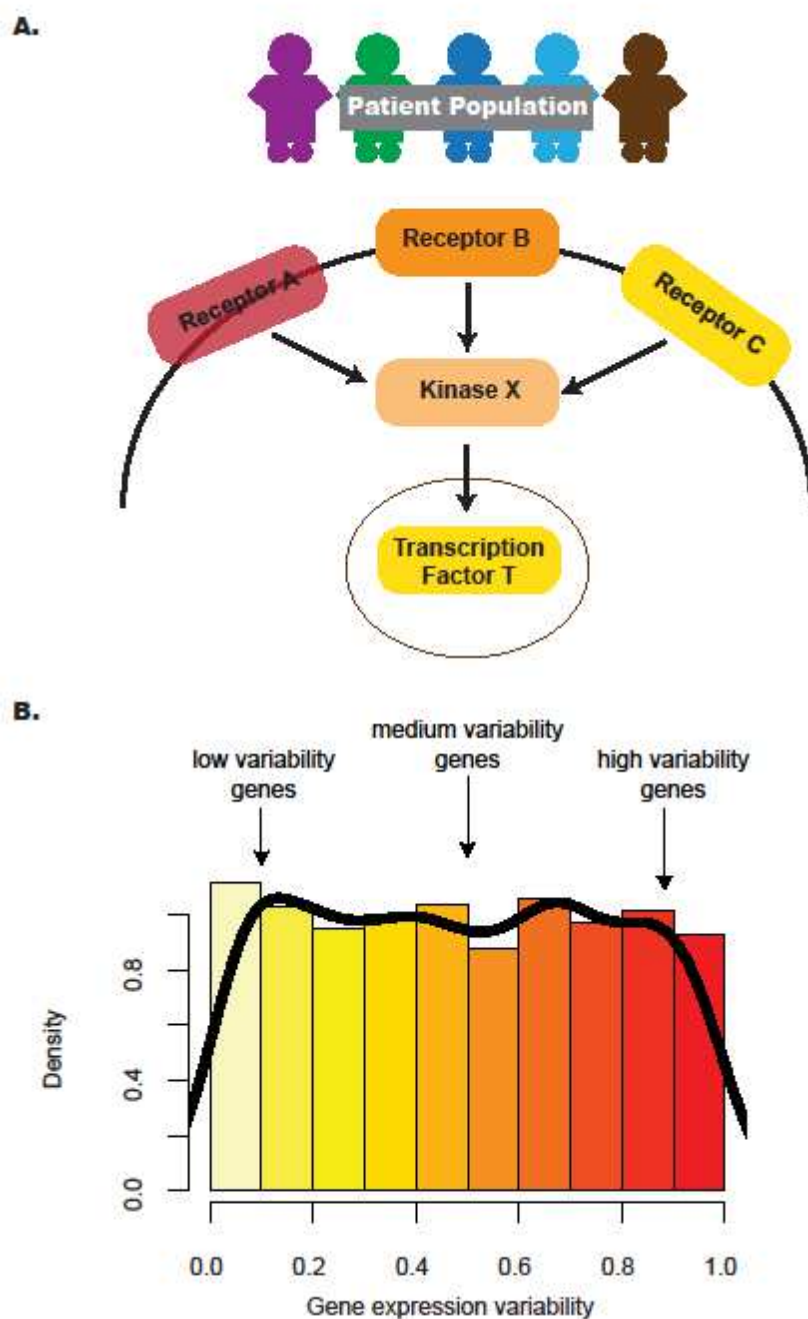 A.
Patient Population
Receptor B
Receptor A
Receptor C
Kinase X
Transcription
Factor T
B.
medium variability
genes
low variability
genes
high variability
genes
Density
0.8
0.4
0.0
0.0 0.2 0.4 0.6 0.8 1.0
Gene expression variability